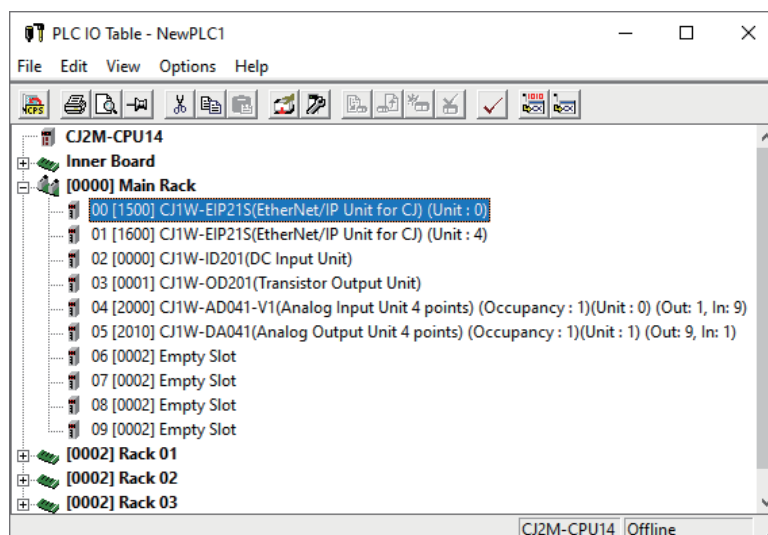 PLC IO Table - NewPLC1
File Edit View Options Help
CPS
CJ2M-CPU14
Inner Board
[0000] Main Rack
00 [1500] CJ1W-EIP21S(EtherNet/IP Unit for CJ) (Unit : 0)
01 [1600] CJ1W-EIP21S(EtherNet/IP Unit for CJ) (Unit : 4)
02 [0000] CJ1W-ID201(DC Input Unit)
03 [0001] CJ1W-OD201(Transistor Output Unit)
04 [2000] CJ1W-AD041-V1(Analog Input Unit 4 points) (Occupancy : 1)(Unit : 0) (Out: 1, In: 9)
05 [2010] CJ1W-DA041(Analog Output Unit 4 points) (Occupancy : 1)(Unit : 1) (Out: 9, In: 1)
06 [0002] Empty Slot
07 [0002] Empty Slot
08 [0002] Empty Slot
09 [0002] Empty Slot
[0002] Rack 01
[0002] Rack 02
[0002] Rack 03
CJ2M-CPU14 Offline